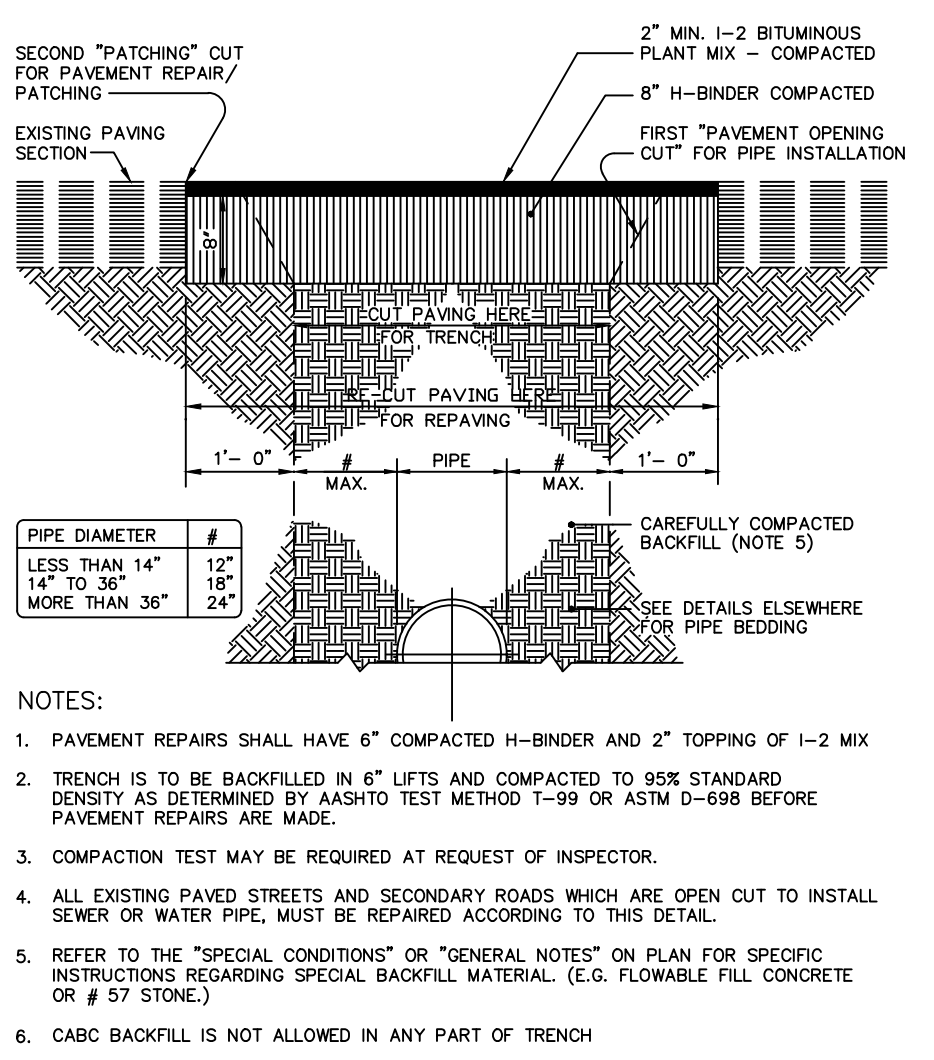 SECOND "PATCHING" CUT
FOR PAVEMENT REPAIR/
PATCHING
EXISTING PAVING
SECTION
2" MIN. I-2 BITUMINOUS
PLANT MIX - COMPACTED
8" H-BINDER COMPACTED
FIRST "PAVEMENT OPENING
CUT" FOR PIPE INSTALLATION
8'
CUT PAVING HERE
FOR TRENCH
RE-CUT PAVING HERE
FOR REPAVING
1'- 0" # PIPE # 1'- 0"
MAX. MAX.
PIPE DIAMETER #
LESS THAN 14" 12"
14" TO 36" 18"
MORE THAN 36" 24"
CAREFULLY COMPACTED
BACKFILL (NOTE 5)
SEE DETAILS ELSEWHERE
FOR PIPE BEDDING
NOTES:
1. PAVEMENT REPAIRS SHALL HAVE 6" COMPACTED H-BINDER AND 2" TOPPING OF I-2 MIX
2. TRENCH IS TO BE BACKFILLED IN 6" LIFTS AND COMPACTED TO 95% STANDARD
DENSITY AS DETERMINED BY AASHTO TEST METHOD T-99 OR ASTM D-698 BEFORE
PAVEMENT REPAIRS ARE MADE.
3. COMPACTION TEST MAY BE REQUIRED AT REQUEST OF INSPECTOR.
4. ALL EXISTING PAVED STREETS AND SECONDARY ROADS WHICH ARE OPEN CUT TO INSTALL
SEWER OR WATER PIPE, MUST BE REPAIRED ACCORDING TO THIS DETAIL.
5. REFER TO THE "SPECIAL CONDITIONS" OR "GENERAL NOTES" ON PLAN FOR SPECIFIC
INSTRUCTIONS REGARDING SPECIAL BACKFILL MATERIAL. (E.G. FLOWABLE FILL CONCRETE
OR # 57 STONE.)
6. CABC BACKFILL IS NOT ALLOWED IN ANY PART OF TRENCH